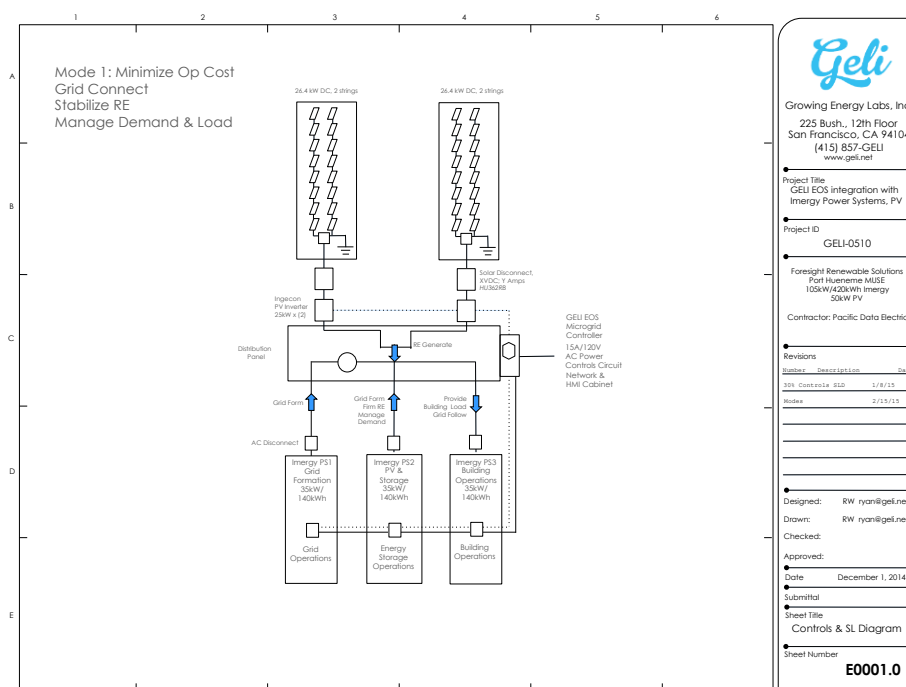 1 2 3 4 5 6
A
B
C
D
E
Mode 1: Minimize Op Cost
Grid Connect
Stabilize RE
Manage Demand & Load
26.4 kW DC, 2 strings
26.4 kW DC, 2 strings
Solar Disconnect,
XVDC; Y Amps
HU362RB
Ingecon
PV Inverter
25kW x (2)
Distribution
Panel
RE Generate
GELI EOS
Microgrid
Controller
15A/120V
AC Power
Controls Circuit
Network &
HMI Cabinet
Grid Form
Grid Form
Firm RE
Manage
Demand
Provide
Building Load
Grid Follow
AC Disconnect
Imergy PS1
Grid
Formation
35kW/
140kWh
Imergy PS2
PV &
Storage
35kW/
140kWh
Imergy PS3
Building
Operations
35kW/
140kWh
Grid
Operations
Energy
Storage
Operations
Building
Operations
Geli
Growing Energy Labs, Inc
225 Bush., 12th Floor
San Francisco, CA 94104
(415) 857-GELI
www.geli.net
Project Title
GELI EOS integration with
Imergy Power Systems, PV
Project ID
GELI-0510
Foresight Renewable Solutions
Port Hueneme MUSE
105kW/420kWh Imergy
50kW PV
Contractor: Pacific Data Electric
Revisions
Number Description Da
30% Controls SLD 1/8/15
Modes 2/15/15
Designed: RW ryan@geli.ne
Drawn: RW ryan@geli.ne
Checked:
Approved:
Date December 1, 2014
Submittal
Sheet Title
Controls & SL Diagram
Sheet Number
E0001.0